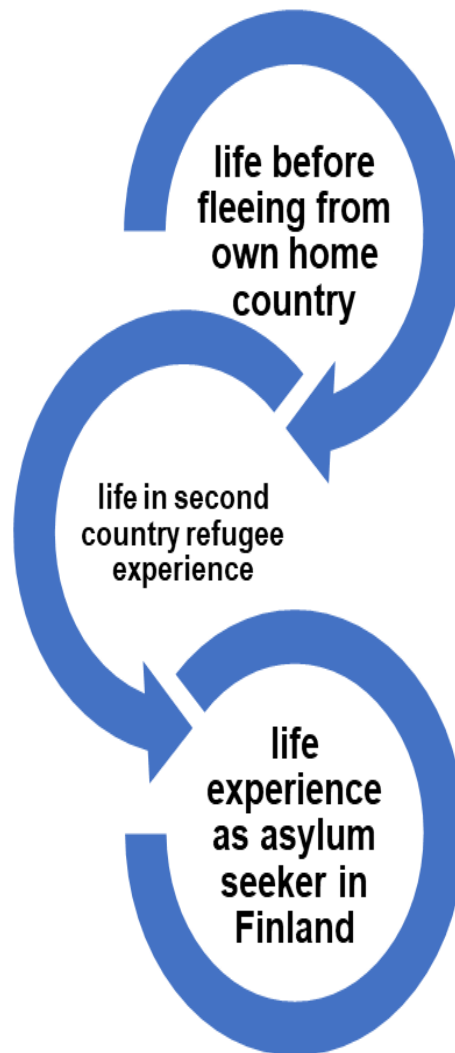 life before
fleeing from
own home
country
life in second
country refugee
experience
life
experience
as asylum
seeker in
Finland